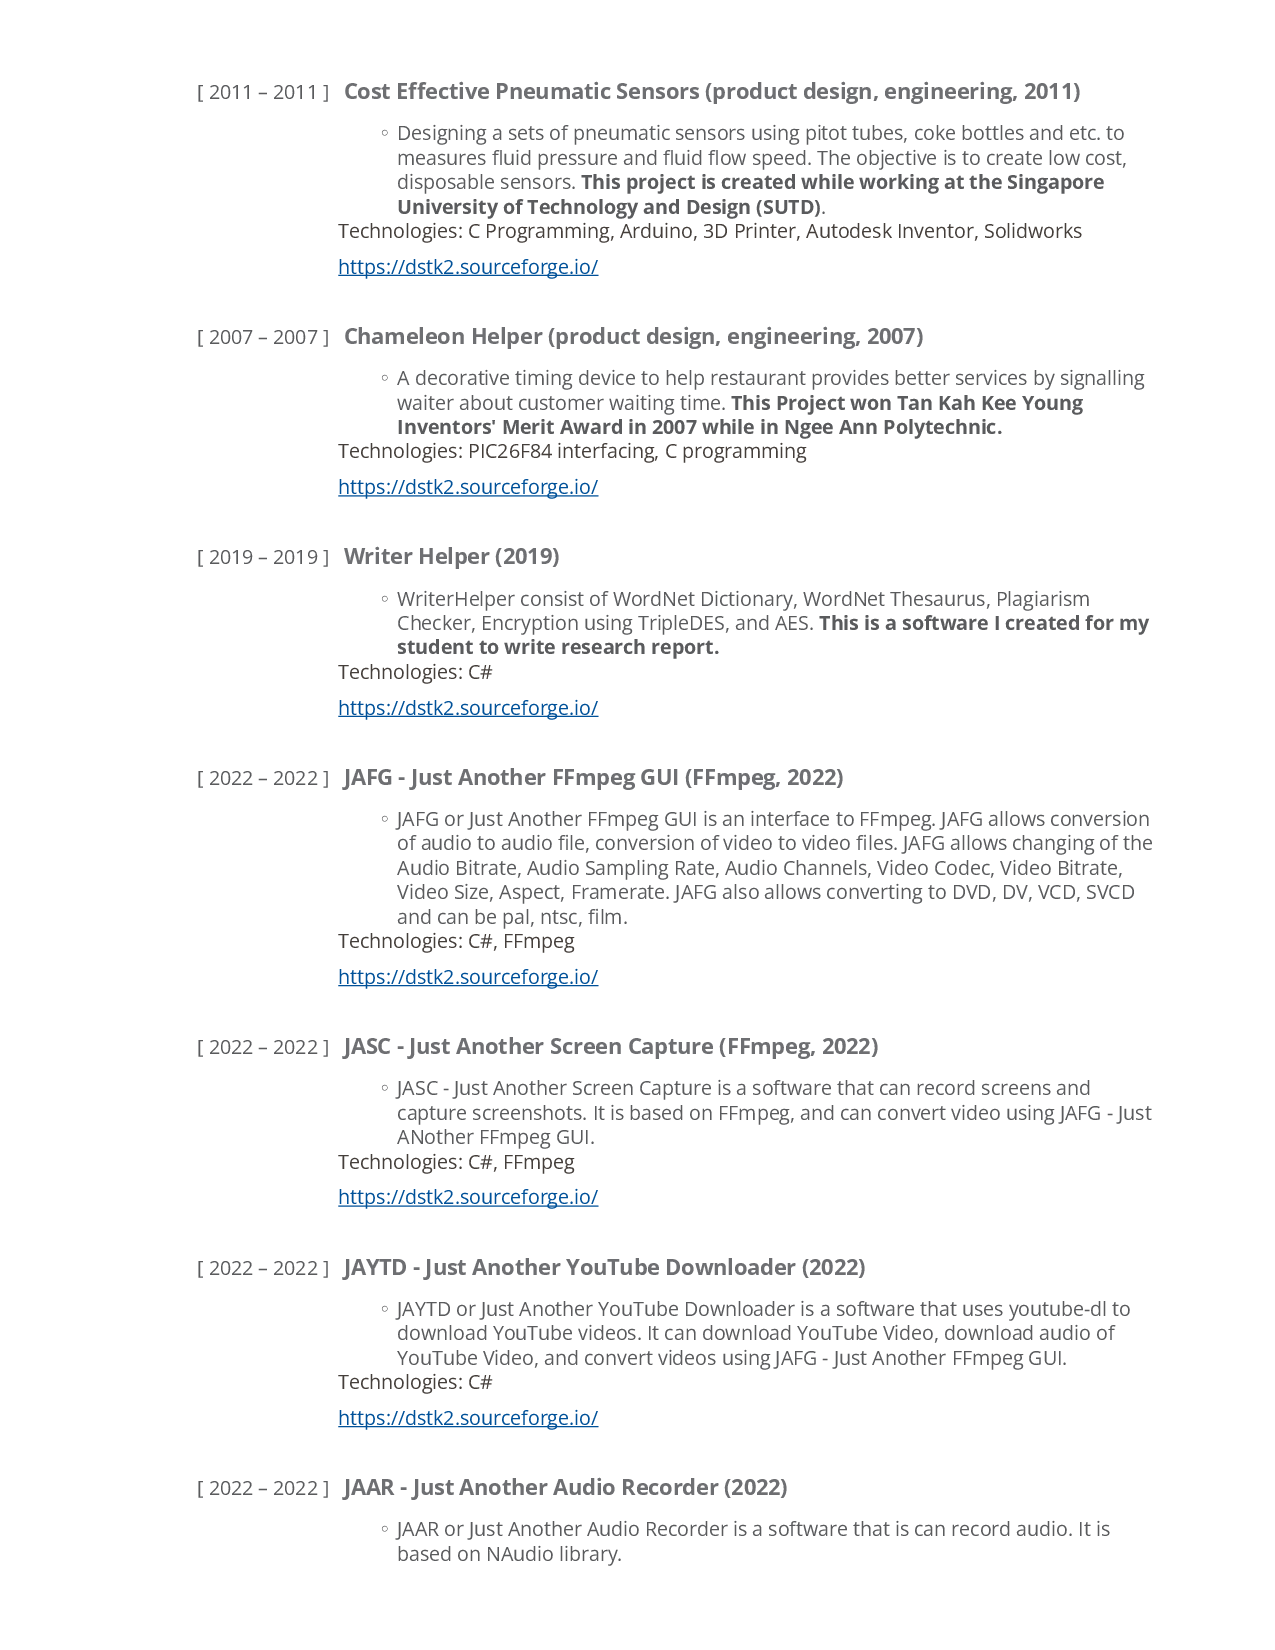 [ 2011 – 2011 ] Cost Effective Pneumatic Sensors (product design, engineering, 2011)
◦ Designing a sets of pneumatic sensors using pitot tubes, coke bottles and etc. to
measures fluid pressure and fluid flow speed. The objective is to create low cost,
disposable sensors. This project is created while working at the Singapore
University of Technology and Design (SUTD).
Technologies: C Programming, Arduino, 3D Printer, Autodesk Inventor, Solidworks
https://dstk2.sourceforge.io/
[ 2007 – 2007 ] Chameleon Helper (product design, engineering, 2007)
◦ A decorative timing device to help restaurant provides better services by signalling
waiter about customer waiting time. This Project won Tan Kah Kee Young
Inventors' Merit Award in 2007 while in Ngee Ann Polytechnic.
Technologies: PIC26F84 interfacing, C programming
https://dstk2.sourceforge.io/
[ 2019 – 2019 ] Writer Helper (2019)
◦ WriterHelper consist of WordNet Dictionary, WordNet Thesaurus, Plagiarism
Checker, Encryption using TripleDES, and AES. This is a software I created for my
student to write research report.
Technologies: C#
https://dstk2.sourceforge.io/
[ 2022 – 2022 ] JAFG - Just Another FFmpeg GUI (FFmpeg, 2022)
◦ JAFG or Just Another FFmpeg GUI is an interface to FFmpeg. JAFG allows conversion
of audio to audio file, conversion of video to video files. JAFG allows changing of the
Audio Bitrate, Audio Sampling Rate, Audio Channels, Video Codec, Video Bitrate,
Video Size, Aspect, Framerate. JAFG also allows converting to DVD, DV, VCD, SVCD
and can be pal, ntsc, film.
Technologies: C#, FFmpeg
https://dstk2.sourceforge.io/
[ 2022 – 2022 ] JASC - Just Another Screen Capture (FFmpeg, 2022)
◦ JASC - Just Another Screen Capture is a software that can record screens and
capture screenshots. It is based on FFmpeg, and can convert video using JAFG - Just
ANother FFmpeg GUI.
Technologies: C#, FFmpeg
https://dstk2.sourceforge.io/
[ 2022 – 2022 ] JAYTD - Just Another YouTube Downloader (2022)
◦ JAYTD or Just Another YouTube Downloader is a software that uses youtube-dl to
download YouTube videos. It can download YouTube Video, download audio of
YouTube Video, and convert videos using JAFG - Just Another FFmpeg GUI.
Technologies: C#
https://dstk2.sourceforge.io/
[ 2022 – 2022 ] JAAR - Just Another Audio Recorder (2022)
◦ JAAR or Just Another Audio Recorder is a software that is can record audio. It is
based on NAudio library.